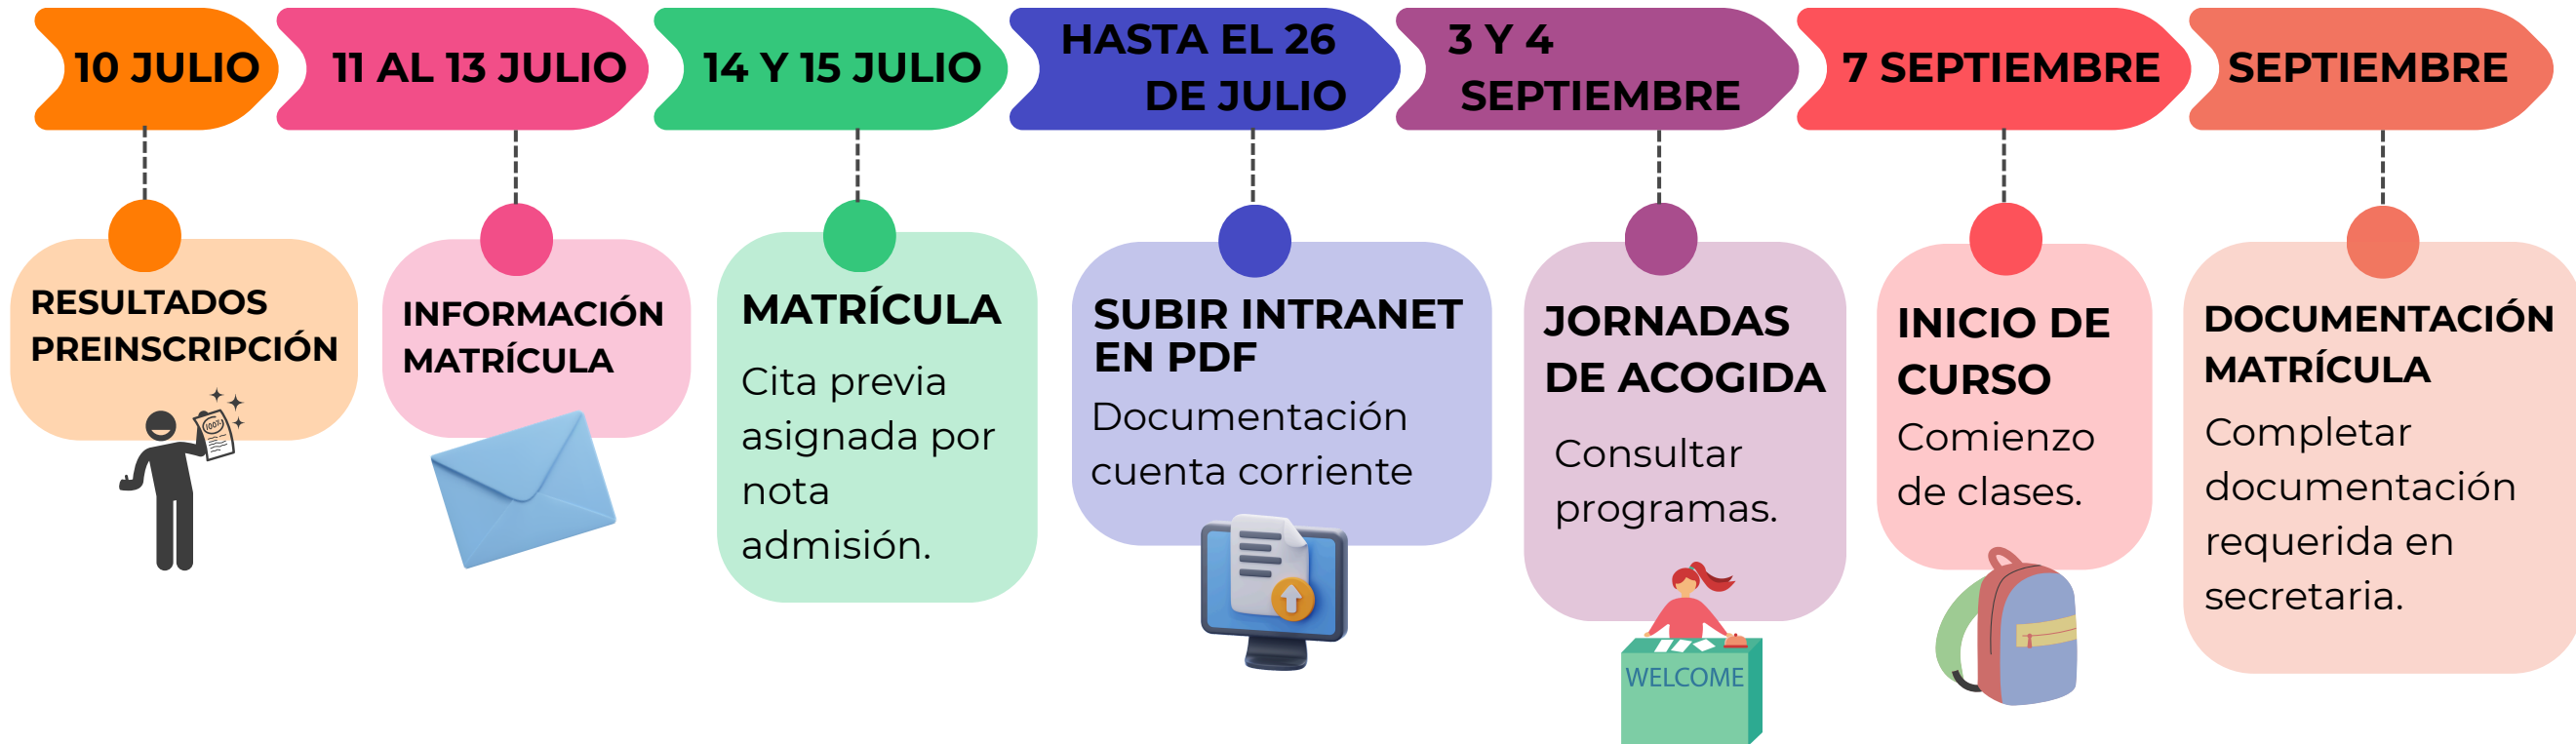 10 JULIO
11 AL 13 JULIO
14 Y 15 JULIO
HASTA EL 26
DE JULIO
3 Y 4
SEPTIEMBRE
7 SEPTIEMBRE
SEPTIEMBRE
RESULTADOS
PREINSCRIPCIÓN
100%
INFORMACIÓN
MATRÍCULA
MATRÍCULA
Cita previa
asignada por
nota
admisión.
SUBIR INTRANET
EN PDF
Documentación
cuenta corriente
JORNADAS
DE ACOGIDA
Consultar
programas.
WELCOME
INICIO DE
CURSO
Comienzo
de clases.
DOCUMENTACIÓN
MATRÍCULA
Completar
documentación
requerida en
secretaria.